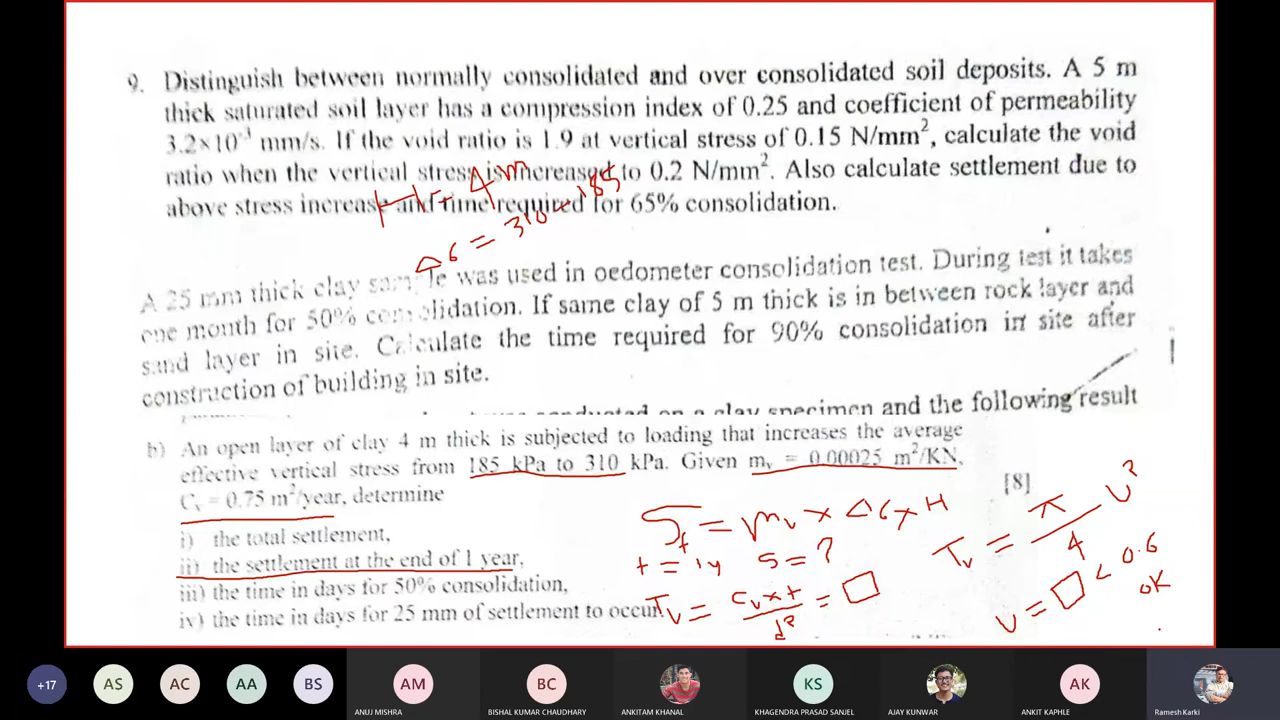 9. Distinguish between normally consolidated and over consolidated soil deposits. A 5 m
thick saturated soil layer has a compression index of 0.25 and coefficient of permeability
3.2×10⁻³ mm/s. If the void ratio is 1.9 at vertical stress of 0.15 N/mm², calculate the void
ratio when the vertical stress is increased to 0.2 N/mm². Also calculate settlement due to
above stress increase and time required for 65% consolidation.
H = 4 m
Δσ = 310 - 185
A 25 mm thick clay sample was used in oedometer consolidation test. During test it takes
one month for 50% consolidation. If same clay of 5 m thick is in between rock layer and
sand layer in site. Calculate the time required for 90% consolidation in site after
construction of building in site.
conducted on a clay specimen and the following result
b) An open layer of clay 4 m thick is subjected to loading that increases the average
effective vertical stress from 185 kPa to 310 kPa. Given mᵥ = 0.00025 m²/KN,
Cᵥ = 0.75 m²/year, determine
[8]
i) the total settlement,
ii) the settlement at the end of 1 year,
iii) the time in days for 50% consolidation,
iv) the time in days for 25 mm of settlement to occur.
Sf = mv × Δσ × H
t = 1y S = ?
Tv = Cv × t / d² = □
Tv = π / 4 U²
U = □ < 0.6
OK
+17
AS
AC
AA
BS
AM
BC
KS
AK
ANUJ MISHRA
BISHAL KUMAR CHAUDHARY
ANKITAM KHANAL
KHAGENDRA PRASAD SANJEL
AJAY KUNWAR
ANKIT KAPHLE
Ramesh Karki